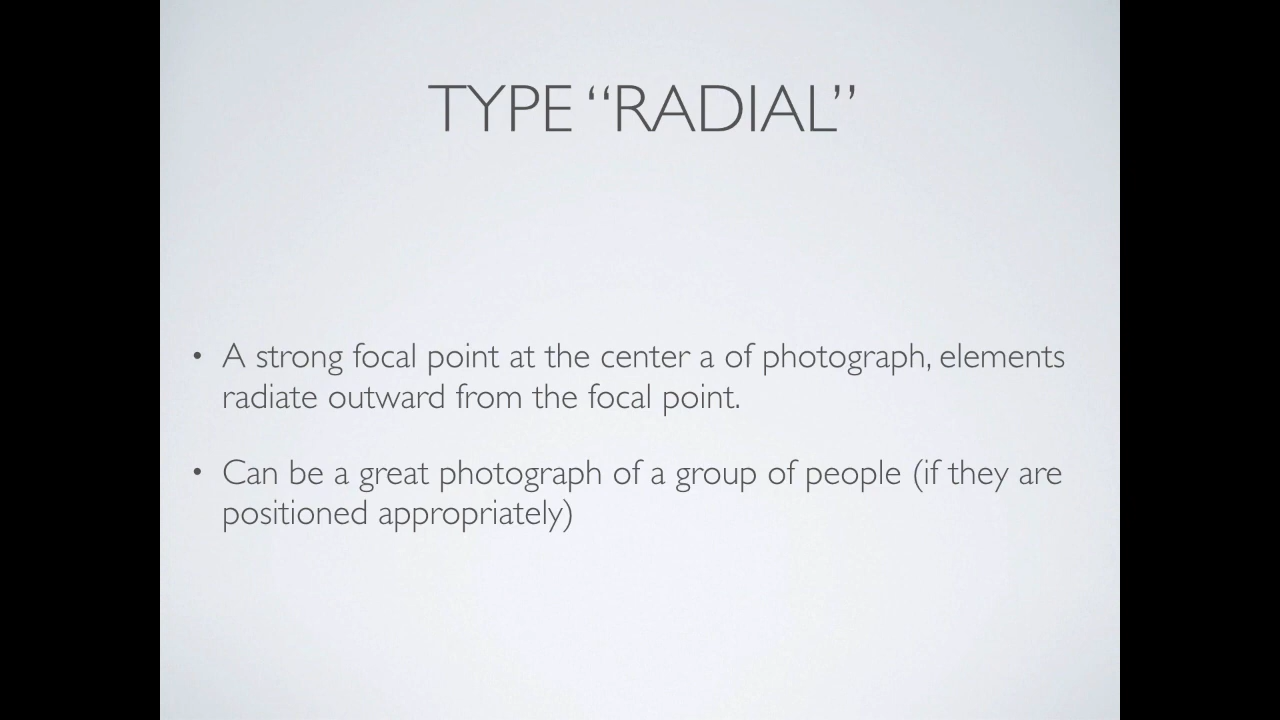 TYPE “RADIAL”
• A strong focal point at the center a of photograph, elements
radiate outward from the focal point.
• Can be a great photograph of a group of people (if they are
positioned appropriately)